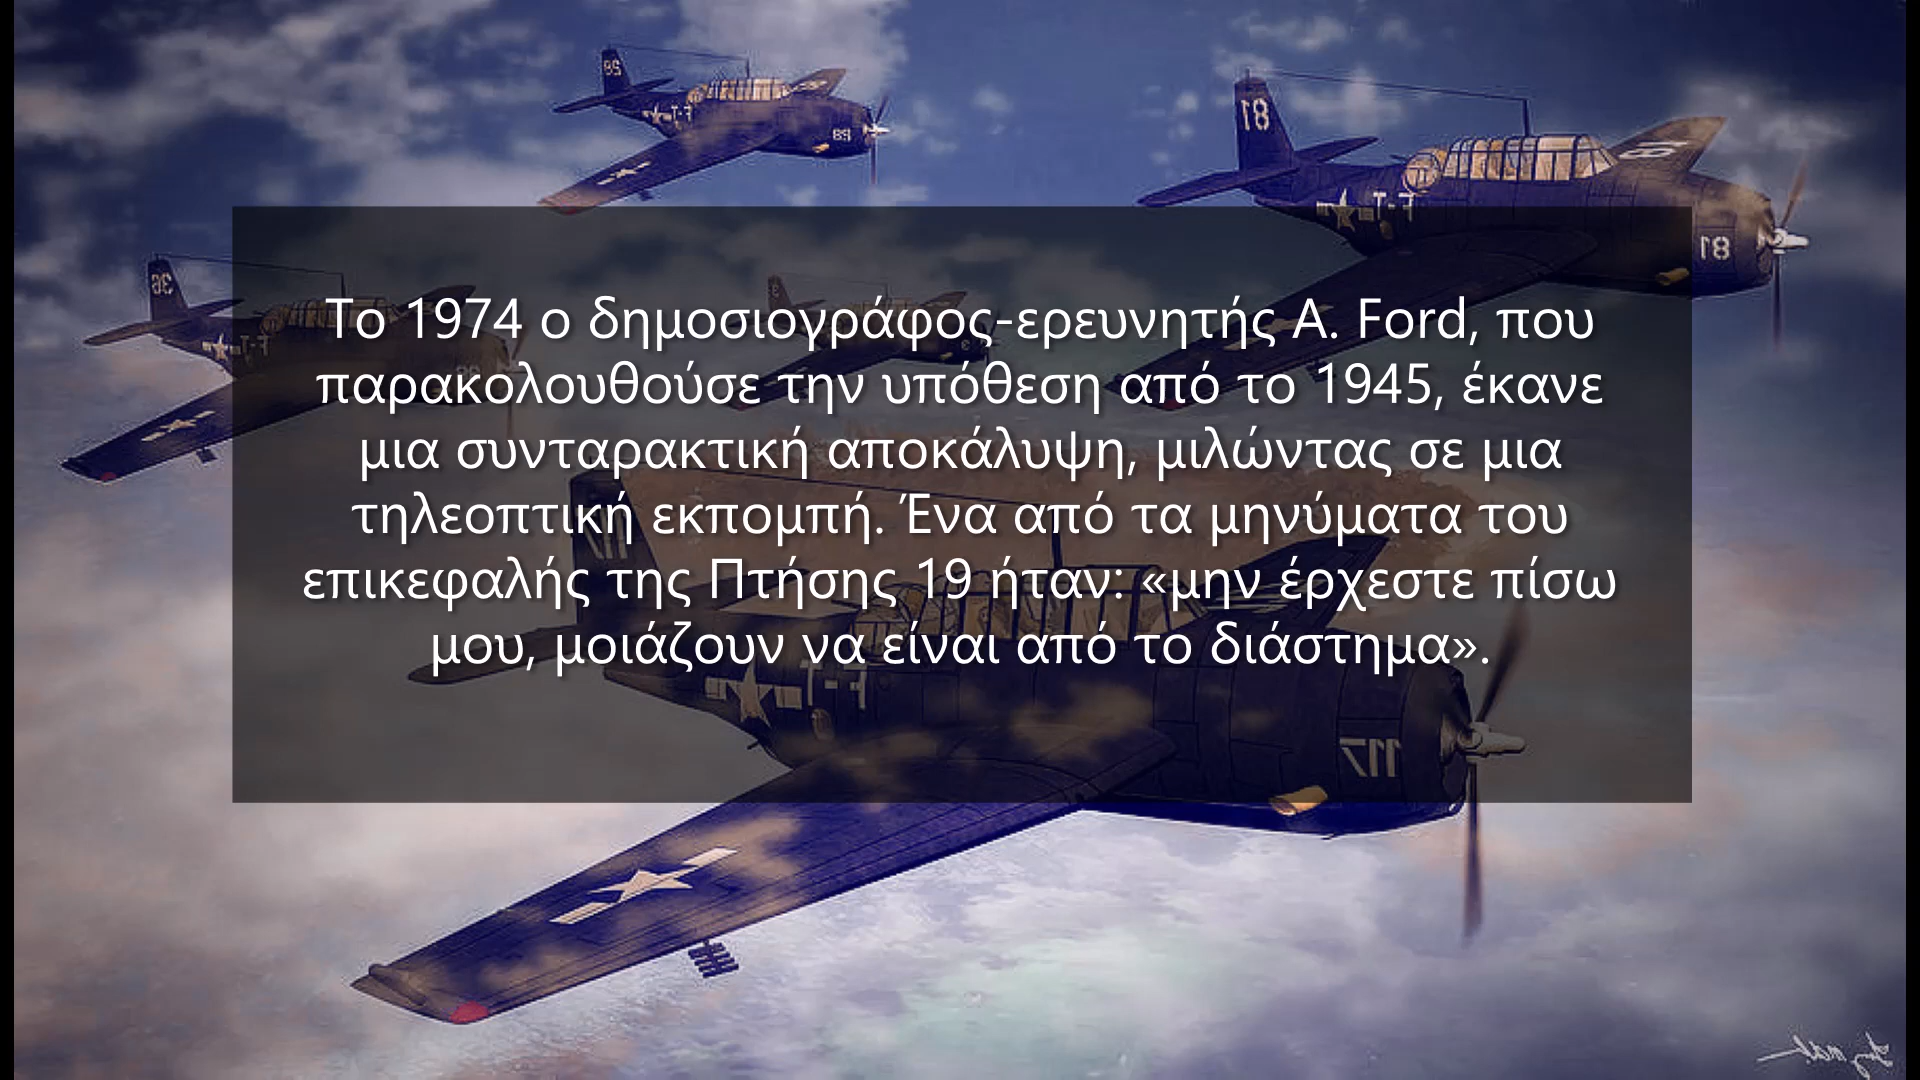 Το 1974 ο δημοσιογράφος-ερευνητής A. Ford, που
παρακολουθούσε την υπόθεση από το 1945, έκανε
μια συνταρακτική αποκάλυψη, μιλώντας σε μια
τηλεοπτική εκπομπή. Ένα από τα μηνύματα του
επικεφαλής της Πτήσης 19 ήταν: «μην έρχεστε πίσω
μου, μοιάζουν να είναι από το διάστημα».